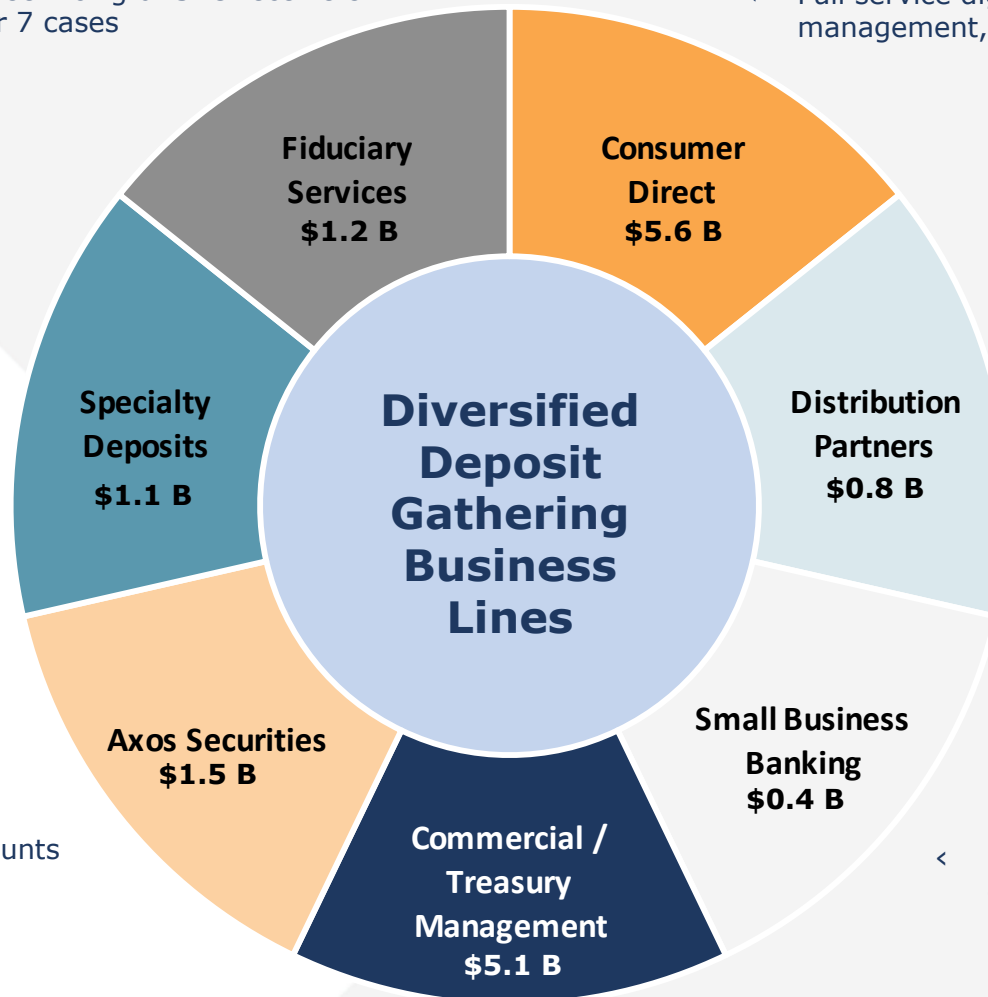 7 cases
management,
Fiduciary
Services
$1.2 B
Consumer
Direct
$5.6 B
Specialty
Deposits
$1.1 B
Diversified
Deposit
Gathering
Business
Lines
Distribution
Partners
$0.8 B
Axos Securities
$1.5 B
Small Business
Banking
$0.4 B
Commercial /
Treasury
Management
$5.1 B
unts
‹